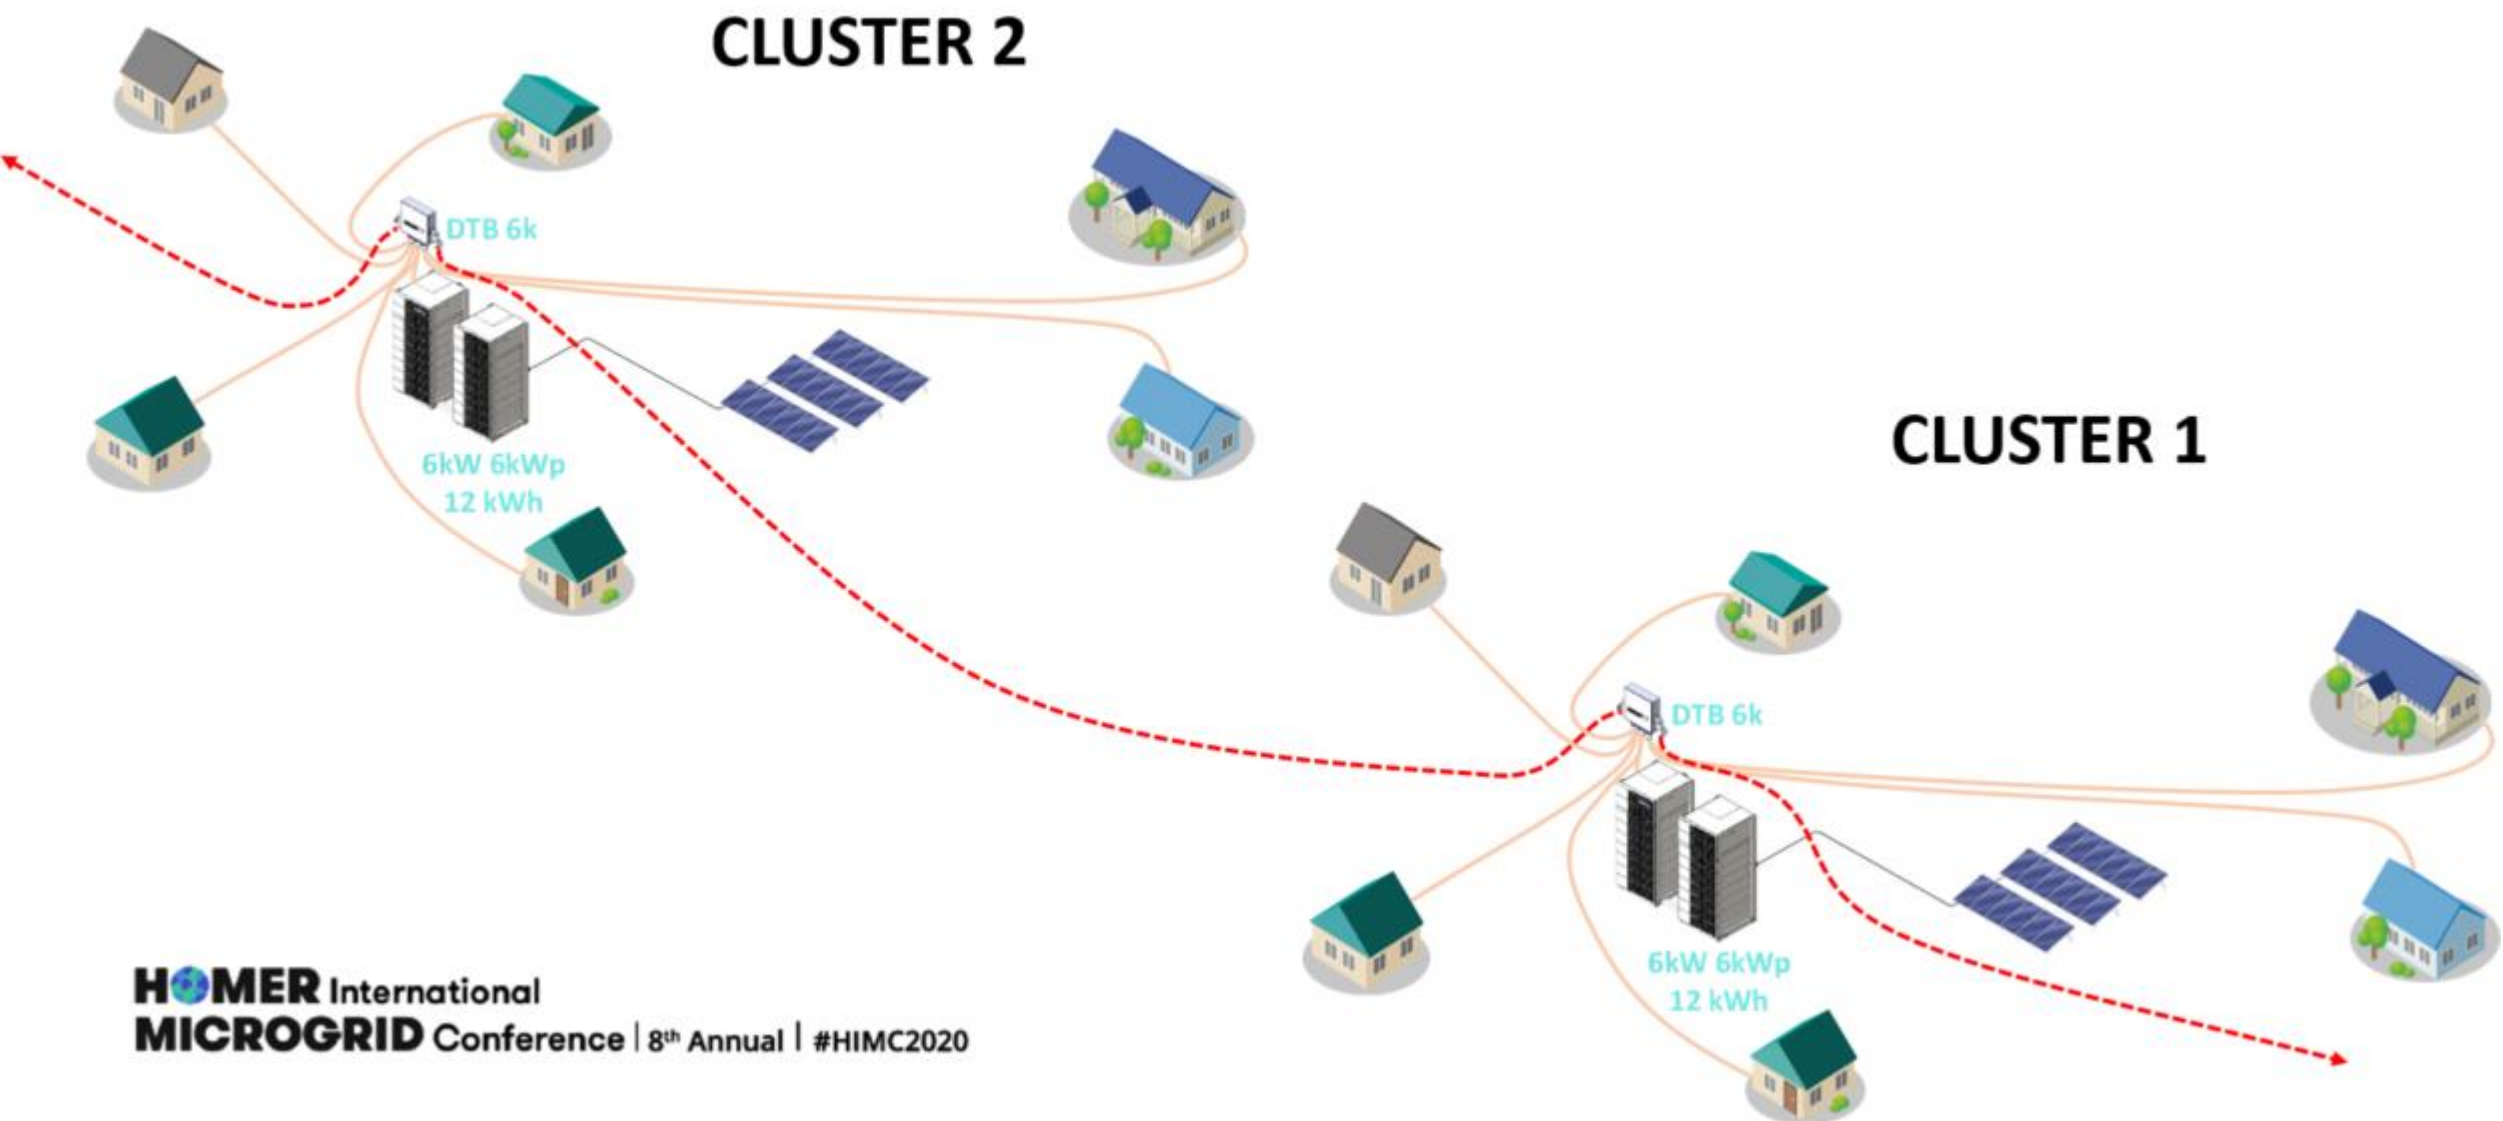 CLUSTER 2
DTB 6k
6kW 6kWp
12 kWh
CLUSTER 1
DTB 6k
6kW 6kWp
12 kWh
HOMER International
MICROGRID Conference | 8th Annual | #HIMC2020